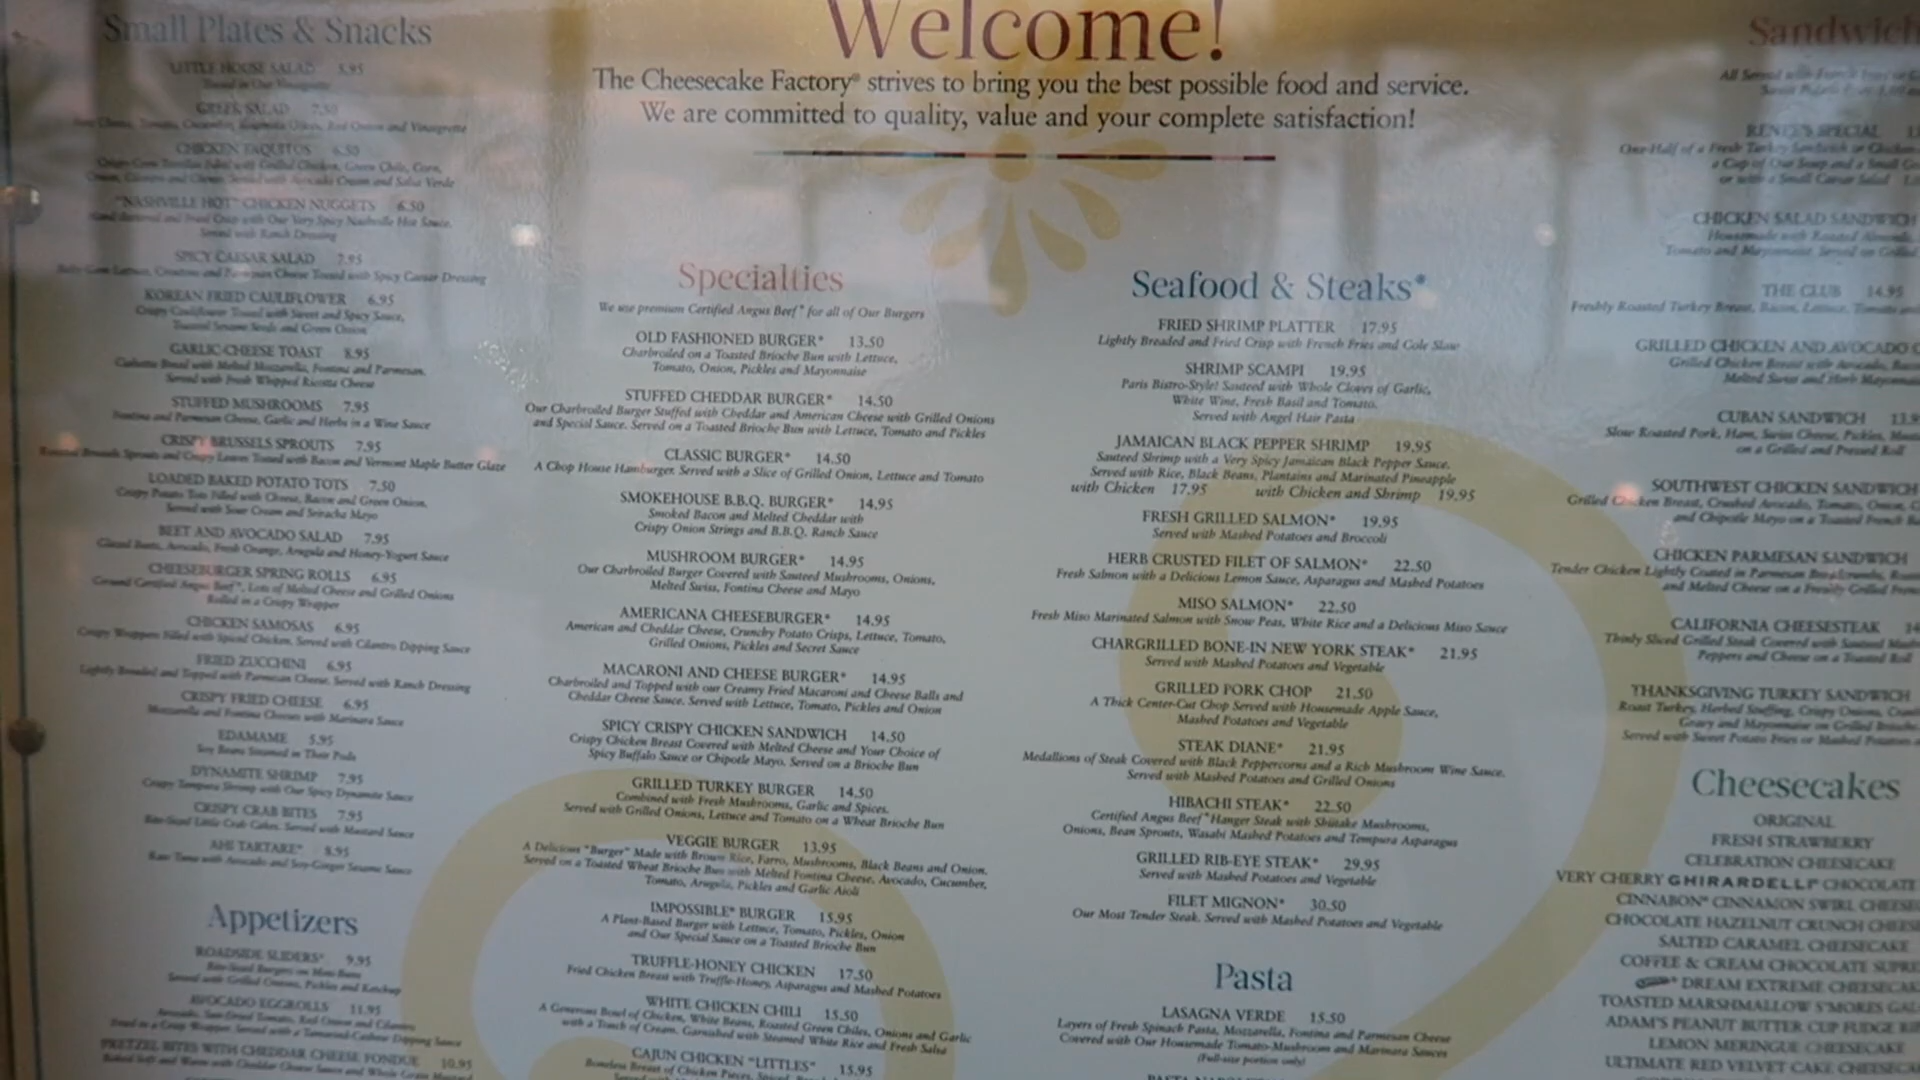 Small Plates & Snacks
LITTLE HOUSE SALAD 5.95
Tossed in Our Vinaigrette
GREEK SALAD 7.50
Tomato, Cucumber, Kalamata Olives, Red Onion and Vinaigrette
CHICKEN TAQUITOS 6.50
Crispy Corn Tortillas Filled with Grilled Chicken, Green Chile, Corn,
Onion, Cilantro and Cheese. Served with Avocado Cream and Salsa Verde
"NASHVILLE HOT" CHICKEN NUGGETS 6.50
Hand Battered and Fried Crisp with Our Very Spicy Nashville Hot Sauce.
Served with Ranch Dressing
SPICY CAESAR SALAD 7.95
Baby Gem Lettuce, Croutons and Parmesan Cheese Tossed with Spicy Caesar Dressing
KOREAN FRIED CAULIFLOWER 6.95
Crispy Cauliflower Tossed with Sweet and Spicy Sauce,
Toasted Sesame Seeds and Green Onion
GARLIC-CHEESE TOAST 8.95
Ciabatta Bread with Melted Mozzarella, Fontina and Parmesan.
Served with Fresh Whipped Ricotta Cheese
STUFFED MUSHROOMS 7.95
Fontina and Parmesan Cheese, Garlic and Herbs in a Wine Sauce
CRISPY BRUSSELS SPROUTS 7.95
Roasted Brussels Sprouts and Crispy Leaves Tossed with Bacon and Vermont Maple Butter Glaze
LOADED BAKED POTATO TOTS 7.50
Crispy Potato Tots Filled with Cheese, Bacon and Green Onion.
Served with Sour Cream and Sriracha Mayo
BEET AND AVOCADO SALAD 7.95
Glazed Beets, Avocado, Fresh Orange, Arugula and Honey-Yogurt Sauce
CHEESEBURGER SPRING ROLLS 6.95
Ground Certified Angus Beef®, Lots of Melted Cheese and Grilled Onions
Rolled in a Crispy Wrapper
CHICKEN SAMOSAS 6.95
Crispy Wrappers Filled with Spiced Chicken. Served with Cilantro Dipping Sauce
FRIED ZUCCHINI 6.95
Lightly Breaded and Topped with Parmesan Cheese. Served with Ranch Dressing
CRISPY FRIED CHEESE 6.95
Mozzarella and Fontina Cheeses with Marinara Sauce
EDAMAME 5.95
Soy Beans Steamed in Their Pods
DYNAMITE SHRIMP 7.95
Crispy Tempura Shrimp with Our Spicy Dynamite Sauce
CRISPY CRAB BITES 7.95
Bite-Sized Little Crab Cakes. Served with Mustard Sauce
AHI TARTARE* 8.95
Raw Tuna with Avocado and Soy-Ginger Sesame Sauce
Appetizers
ROADSIDE SLIDERS* 9.95
Bite-Sized Burgers on Mini-Buns
Served with Grilled Onions, Pickles and Ketchup
AVOCADO EGGROLLS 11.95
Avocado, Sun-Dried Tomato, Red Onion and Cilantro
Fried in a Crisp Wrapper. Served with a Tamarind-Cashew Dipping Sauce
PRETZEL BITES WITH CHEDDAR CHEESE FONDUE 10.95
Baked Soft and Warm with Cheddar Cheese Sauce and Whole Grain Mustard
Welcome!
The Cheesecake Factory® strives to bring you the best possible food and service.
We are committed to quality, value and your complete satisfaction!
Specialties
We use premium Certified Angus Beef® for all of Our Burgers
OLD FASHIONED BURGER* 13.50
Charbroiled on a Toasted Brioche Bun with Lettuce,
Tomato, Onion, Pickles and Mayonnaise
STUFFED CHEDDAR BURGER* 14.50
Our Charbroiled Burger Stuffed with Cheddar and American Cheese with Grilled Onions
and Special Sauce. Served on a Toasted Brioche Bun with Lettuce, Tomato and Pickles
CLASSIC BURGER* 14.50
A Chop House Hamburger. Served with a Slice of Grilled Onion, Lettuce and Tomato
SMOKEHOUSE B.B.Q. BURGER* 14.95
Smoked Bacon and Melted Cheddar with
Crispy Onion Strings and B.B.Q. Ranch Sauce
MUSHROOM BURGER* 14.95
Our Charbroiled Burger Covered with Sauteed Mushrooms, Onions,
Melted Swiss, Fontina Cheese and Mayo
AMERICANA CHEESEBURGER* 14.95
American and Cheddar Cheese, Crunchy Potato Crisps, Lettuce, Tomato,
Grilled Onions, Pickles and Secret Sauce
MACARONI AND CHEESE BURGER* 14.95
Charbroiled and Topped with our Creamy Fried Macaroni and Cheese Balls and
Cheddar Cheese Sauce. Served with Lettuce, Tomato, Pickles and Onion
SPICY CRISPY CHICKEN SANDWICH 14.50
Crispy Chicken Breast Covered with Melted Cheese and Your Choice of
Spicy Buffalo Sauce or Chipotle Mayo. Served on a Brioche Bun
GRILLED TURKEY BURGER 14.50
Combined with Fresh Mushrooms, Garlic and Spices.
Served with Grilled Onions, Lettuce and Tomato on a Wheat Brioche Bun
VEGGIE BURGER 13.95
A Delicious "Burger" Made with Brown Rice, Farro, Mushrooms, Black Beans and Onion.
Served on a Toasted Wheat Brioche Bun with Melted Fontina Cheese, Avocado, Cucumber,
Tomato, Arugula, Pickles and Garlic Aioli
IMPOSSIBLE® BURGER 15.95
A Plant-Based Burger with Lettuce, Tomato, Pickles, Onion
and Our Special Sauce on a Toasted Brioche Bun
TRUFFLE-HONEY CHICKEN 17.50
Fried Chicken Breast with Truffle-Honey, Asparagus and Mashed Potatoes
WHITE CHICKEN CHILI 15.50
A Generous Bowl of Chicken, White Beans, Roasted Green Chiles, Onions and Garlic
with a Touch of Cream. Garnished with Steamed White Rice and Fresh Salsa
CAJUN CHICKEN "LITTLES" 15.95
Boneless Breast of Chicken Pieces, Spiced,
Seafood & Steaks*
FRIED SHRIMP PLATTER 17.95
Lightly Breaded and Fried Crisp with French Fries and Cole Slaw
SHRIMP SCAMPI 19.95
Paris Bistro-Style! Sauteed with Whole Cloves of Garlic,
White Wine, Fresh Basil and Tomato.
Served with Angel Hair Pasta
JAMAICAN BLACK PEPPER SHRIMP 19.95
Sauteed Shrimp with a Very Spicy Jamaican Black Pepper Sauce.
Served with Rice, Black Beans, Plantains and Marinated Pineapple
with Chicken 17.95 with Chicken and Shrimp 19.95
FRESH GRILLED SALMON* 19.95
Served with Mashed Potatoes and Broccoli
HERB CRUSTED FILET OF SALMON* 22.50
Fresh Salmon with a Delicious Lemon Sauce, Asparagus and Mashed Potatoes
MISO SALMON* 22.50
Fresh Miso Marinated Salmon with Snow Peas, White Rice and a Delicious Miso Sauce
CHARGRILLED BONE-IN NEW YORK STEAK* 21.95
Served with Mashed Potatoes and Vegetable
GRILLED PORK CHOP 21.50
A Thick Center-Cut Chop Served with Housemade Apple Sauce,
Mashed Potatoes and Vegetable
STEAK DIANE* 21.95
Medallions of Steak Covered with Black Peppercorns and a Rich Mushroom Wine Sauce.
Served with Mashed Potatoes and Grilled Onions
HIBACHI STEAK* 22.50
Certified Angus Beef® Hanger Steak with Shiitake Mushrooms,
Onions, Bean Sprouts, Wasabi Mashed Potatoes and Tempura Asparagus
GRILLED RIB-EYE STEAK* 29.95
Served with Mashed Potatoes and Vegetable
FILET MIGNON* 30.50
Our Most Tender Steak. Served with Mashed Potatoes and Vegetable
Pasta
LASAGNA VERDE 15.50
Layers of Fresh Spinach Pasta, Mozzarella, Fontina and Parmesan Cheese
Covered with Our Housemade Tomato-Mushroom and Marinara Sauces
(Full-size portion only)
Sandwich
All Served with French Fries or
RENEE'S SPECIAL
One-Half of a Fresh Turkey Sandwich or Chicken
a Cup of Our Soup and a Small
or with a Small Caesar Salad
CHICKEN SALAD SANDWICH
Housemade with Roasted Almonds,
Tomato and Mayonnaise. Served on Grilled
THE CLUB 14.95
Freshly Roasted Turkey Breast, Bacon, Lettuce, Tomato
GRILLED CHICKEN AND AVOCADO
Grilled Chicken Breast with Avocado,
Melted Swiss and Herb Mayonnaise
CUBAN SANDWICH 13.9
Slow Roasted Pork, Ham, Swiss Cheese, Pickles,
on a Grilled and Pressed Roll
SOUTHWEST CHICKEN SANDWICH
Grilled Chicken Breast, Crushed Avocado, Tomato, Onion,
and Chipotle Mayo on a Toasted French
CHICKEN PARMESAN SANDWICH
Tender Chicken Lightly Coated in Parmesan Breadcrumbs,
and Melted Cheese on a Freshly Grilled
CALIFORNIA CHEESESTEAK
Thinly Sliced Grilled Steak Covered with Sauteed
Peppers and Cheese on a Toasted Roll
THANKSGIVING TURKEY SANDWICH
Roast Turkey, Herbed Stuffing, Crispy Onions,
Gravy and Mayonnaise on Grilled
Served with Sweet Potato Fries or Mashed Potatoes
Cheesecakes
ORIGINAL
FRESH STRAWBERRY
CELEBRATION CHEESECAKE
VERY CHERRY GHIRARDELLI® CHOCOLATE
CINNABON® CINNAMON SWIRL
CHOCOLATE HAZELNUT CRUNCH
SALTED CARAMEL CHEESECAKE
COFFEE & CREAM CHOCOLATE
DREAM EXTREME
TOASTED MARSHMALLOW S'MORES
ADAM'S PEANUT BUTTER CUP FUDGE
LEMON MERINGUE CHEESECAKE
ULTIMATE RED VELVET CAKE